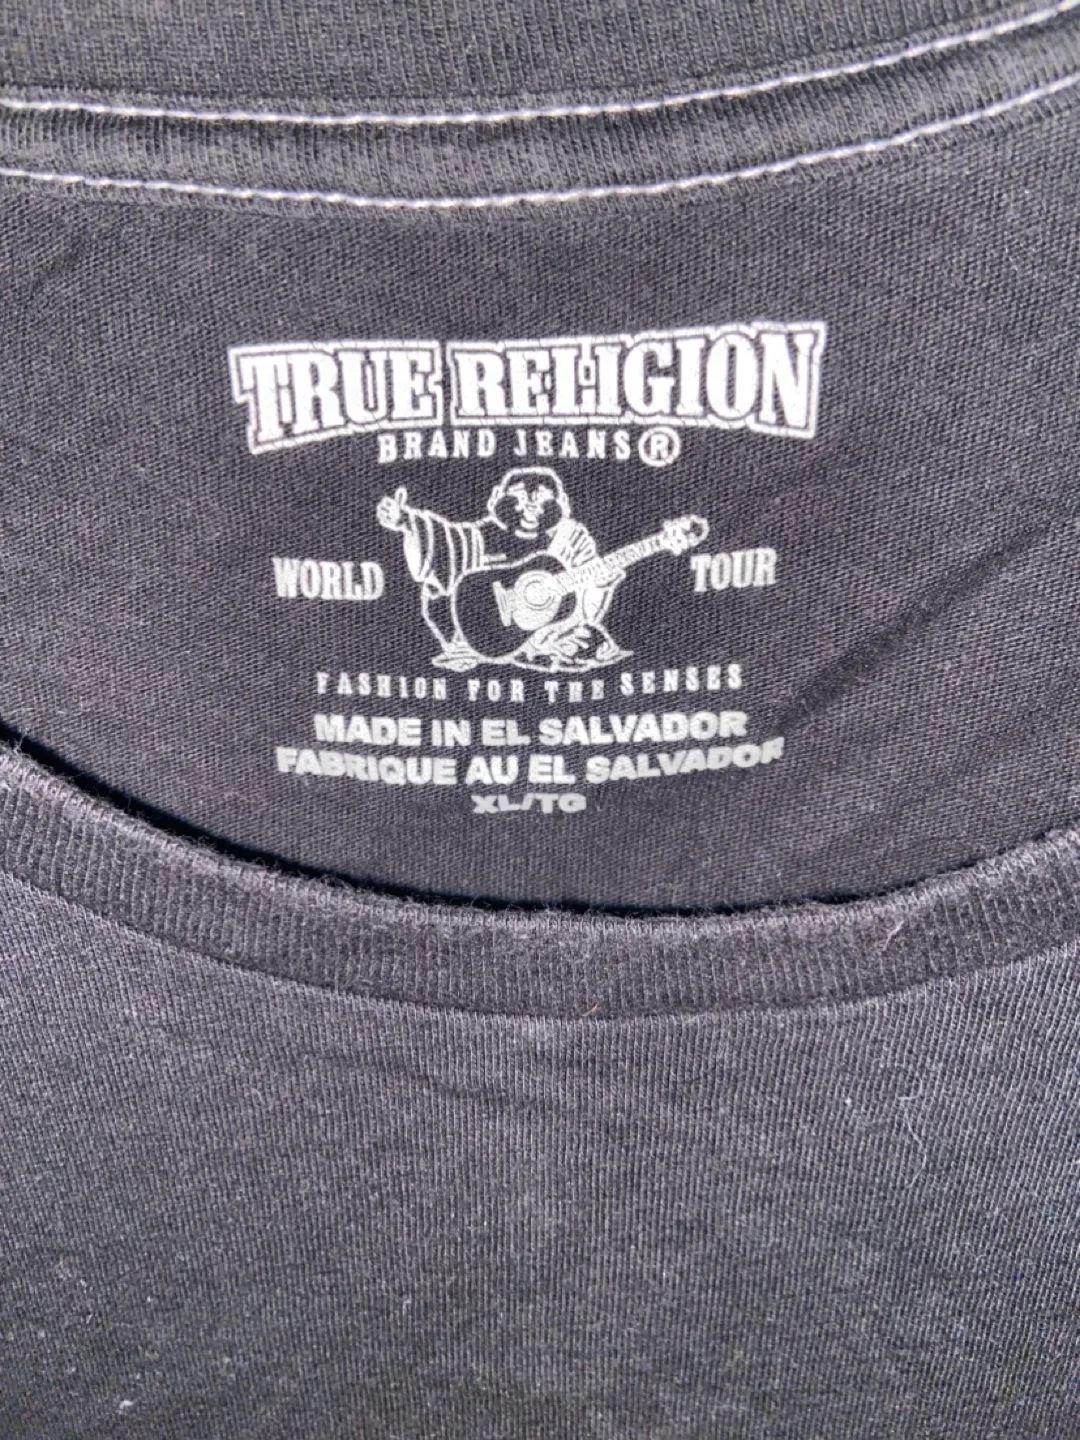 TRUE RELIGION
BRAND JEANS®
WORLD TOUR
FASHION FOR THE SENSES
MADE IN EL SALVADOR
FABRIQUE AU EL SALVADOR
XL/TG